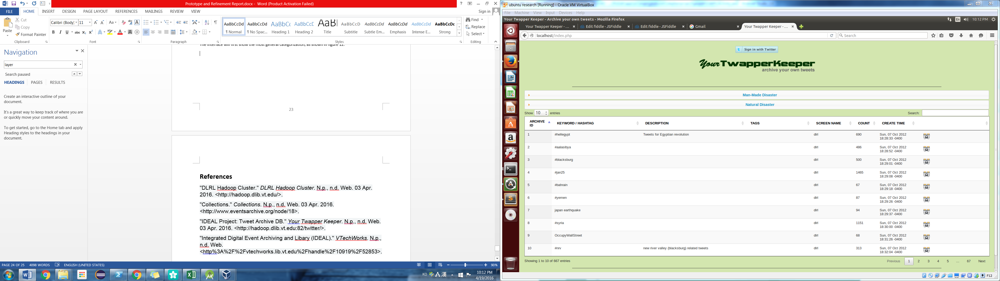 Prototype and Refinement Report.docx - Word (Product Activation Failed)
Sign in
FILE HOME INSERT DESIGN PAGE LAYOUT REFERENCES MAILINGS REVIEW VIEW
Cut
Copy
Format Painter
Paste
Clipboard
Calibri (Body) 11
Font
Paragraph
AaBbCcDd AaBbCcDd AaBbCc AaBbCcE AaBl AaBbCcD AaBbCcDd AaBbCcDd AaBbCcDd AaBbCcDc
¶ Normal ¶ No Spac... Heading 1 Heading 2 Title Subtitle Subtle Em... Emphasis Intense E... Strong
Styles
Find
Replace
Select
Editing
Navigation
layer
Search paused
HEADINGS PAGES RESULTS
Create an interactive outline of your
document.
It's a great way to keep track of where you are
or quickly move your content around.
To get started, go to the Home tab and apply
Heading styles to the headings in your
document.
The interface will first show the most general categorization, as shown in figure 12.
23
References
"DLRL Hadoop Cluster." DLRL Hadoop Cluster. N.p., n.d. Web. 03 Apr.
2016. <http://hadoop.dlib.vt.edu/>.
"Collections." Collections. N.p., n.d. Web. 03 Apr. 2016.
<http://www.eventsarchive.org/node/18>.
"IDEAL Project: Tweet Archive DB." Your Twapper Keeper. N.p., n.d. Web.
03 Apr. 2016. <http://hadoop.dlib.vt.edu:82/twitter/>.
"Integrated Digital Event Archiving and Libary (IDEAL)." VTechWorks. N.p.,
n.d. Web.
<http%3A%2F%2Fvtechworks.lib.vt.edu%2Fhandle%2F10919%2F52853>.
PAGE 24 OF 25 4098 WORDS ENGLISH (UNITED STATES) 90%
KO A 漢 10:12 PM
4/19/2016
ubuntu research [Running] - Oracle VM VirtualBox
File Machine View Input Devices Help
Your Twapper Keeper - Archive your own tweets - Mozilla Firefox En 10:12 PM
Your Twapper Keeper - ... Edit fiddle - JSFiddle Edit fiddle - JSFiddle Gmail Your Twapper Keeper - ...
localhost/index.php Search
Sign in with Twitter
Your TwapperKeeper
archive your own tweets
Man-Made Disaster
Natural Disaster
Show 10 entries Search:
ARCHIVE ID KEYWORD / HASHTAG DESCRIPTION TAGS SCREEN NAME COUNT CREATE TIME
1 #hellegypt Tweets for Egyptian revolution dlrl 690 Sun, 07 Oct 2012 18:28:33 -0400
2 #aalasibya dlrl 486 Sun, 07 Oct 2012 18:28:52 -0400
3 #blacksburg dlrl 500 Sun, 07 Oct 2012 18:29:01 -0400
4 #jan25 dlrl 1465 Sun, 07 Oct 2012 18:29:08 -0400
5 #bahrain dlrl 67 Sun, 07 Oct 2012 18:29:18 -0400
6 #yemen dlrl 87 Sun, 07 Oct 2012 18:29:26 -0400
7 japan earthquake dlrl 94 Sun, 07 Oct 2012 18:29:37 -0400
8 #syria dlrl 1151 Sun, 07 Oct 2012 18:30:00 -0400
9 OccupyWallStreet dlrl 68 Sun, 07 Oct 2012 18:31:26 -0400
10 #nrv new river valley (blacksburg) related tweets dlrl 313 Sun, 07 Oct 2012 18:32:04 -0400
Showing 1 to 10 of 667 entries Previous 1 2 3 4 5 ... 67 Next
F12